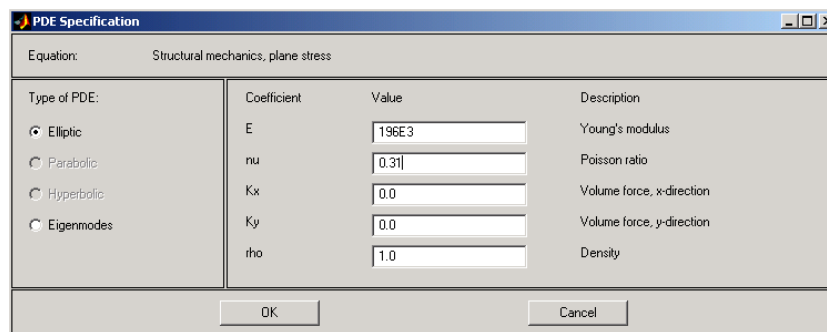 PDE Specification
Equation: Structural mechanics, plane stress
Type of PDE: Coefficient Value Description
Elliptic E 196E3 Young's modulus
Parabolic nu 0.31 Poisson ratio
Hyperbolic Kx 0.0 Volume force, x-direction
Eigenmodes Ky 0.0 Volume force, y-direction
rho 1.0 Density
OK Cancel